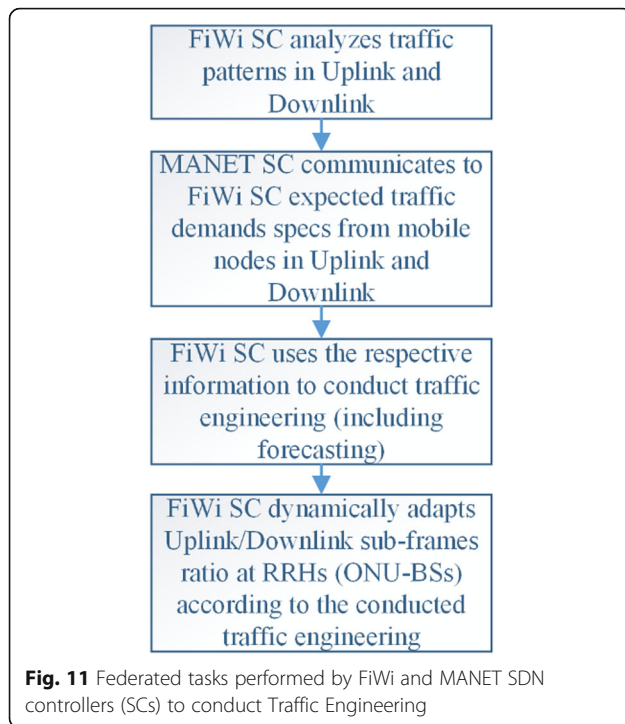 FiWi SC analyzes traffic
patterns in Uplink and
Downlink
MANET SC communicates to
FiWi SC expected traffic
demands specs from mobile
nodes in Uplink and
Downlink
FiWi SC uses the respective
information to conduct traffic
engineering (including
forecasting)
FiWi SC dynamically adapts
Uplink/Downlink sub-frames
ratio at RRHs (ONU-BSs)
according to the conducted
traffic engineering
Fig. 11 Federated tasks performed by FiWi and MANET SDN
controllers (SCs) to conduct Traffic Engineering